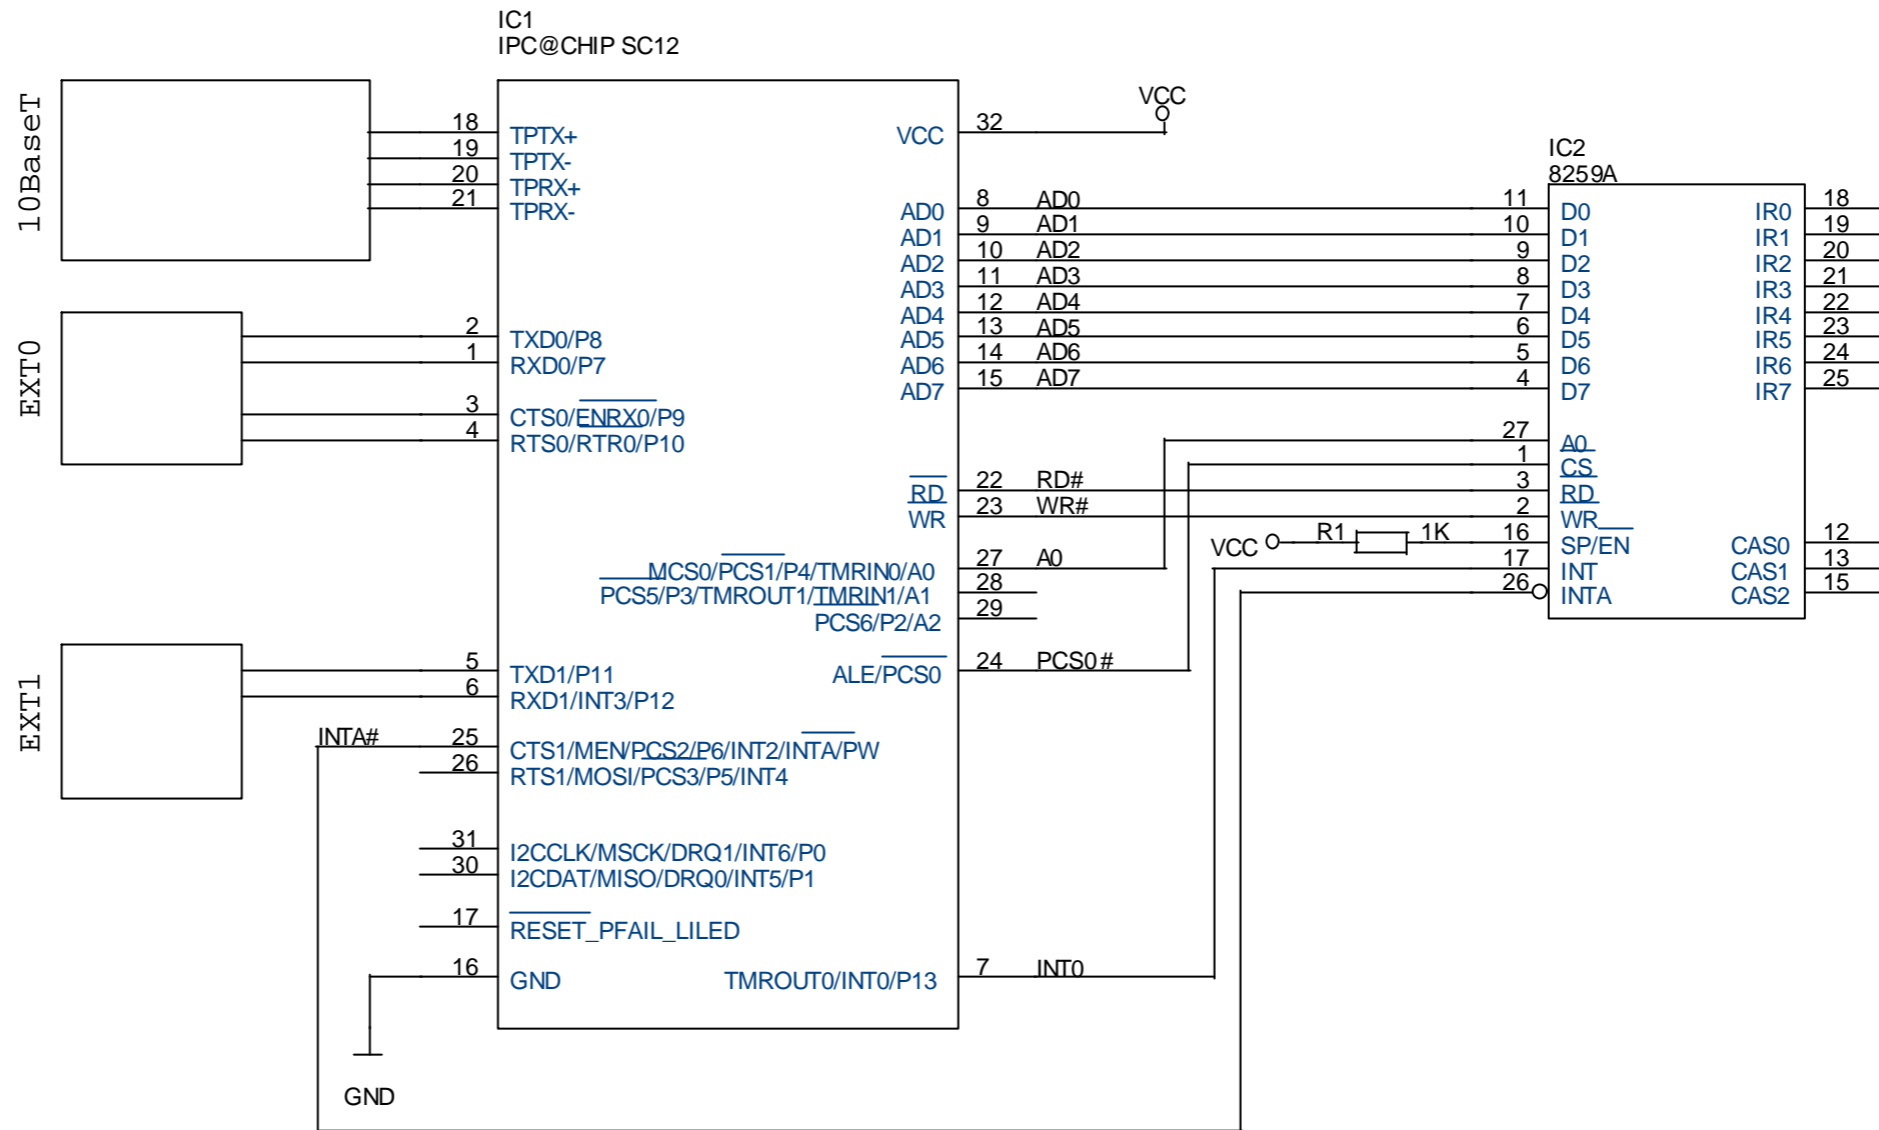 IC1
IPC@CHIP SC12
10BaseT
18 TPTX+
19 TPTX-
20 TPRX+
21 TPRX-
EXT0
2 TXD0/P8
1 RXD0/P7
3 CTS0/ENRX0/P9
4 RTS0/RTR0/P10
EXT1
5 TXD1/P11
6 RXD1/INT3/P12
INTA# 25 CTS1/MEN/PCS2/P6/INT2/INTA/PW
26 RTS1/MOSI/PCS3/P5/INT4
31 I2CCLK/MSCK/DRQ1/INT6/P0
30 I2CDAT/MISO/DRQ0/INT5/P1
17 RESET_PFAIL_LILED
16 GND
GND
VCC 32
VCC
AD0 8 AD0
AD1 9 AD1
AD2 10 AD2
AD3 11 AD3
AD4 12 AD4
AD5 13 AD5
AD6 14 AD6
AD7 15 AD7
RD 22 RD#
WR 23 WR#
MCS0/PCS1/P4/TMRIN0/A0 27 A0
PCS5/P3/TMROUT1/TMRIN1/A1 28
PCS6/P2/A2 29
ALE/PCS0 24 PCS0#
TMROUT0/INT0/P13 7 INT0
IC2
8259A
11 D0 IR0 18
10 D1 IR1 19
9 D2 IR2 20
8 D3 IR3 21
7 D4 IR4 22
6 D5 IR5 23
5 D6 IR6 24
4 D7 IR7 25
27 A0
1 CS
3 RD
2 WR
VCC R1 1K 16 SP/EN CAS0 12
17 INT CAS1 13
26 INTA CAS2 15